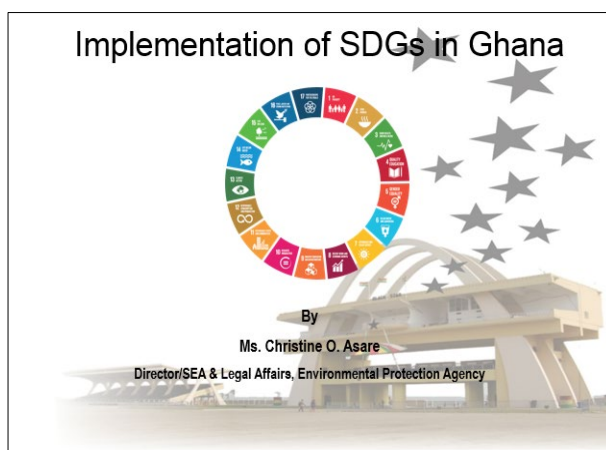 Implementation of SDGs in Ghana
By
Ms. Christine O. Asare
Director/SEA & Legal Affairs, Environmental Protection Agency